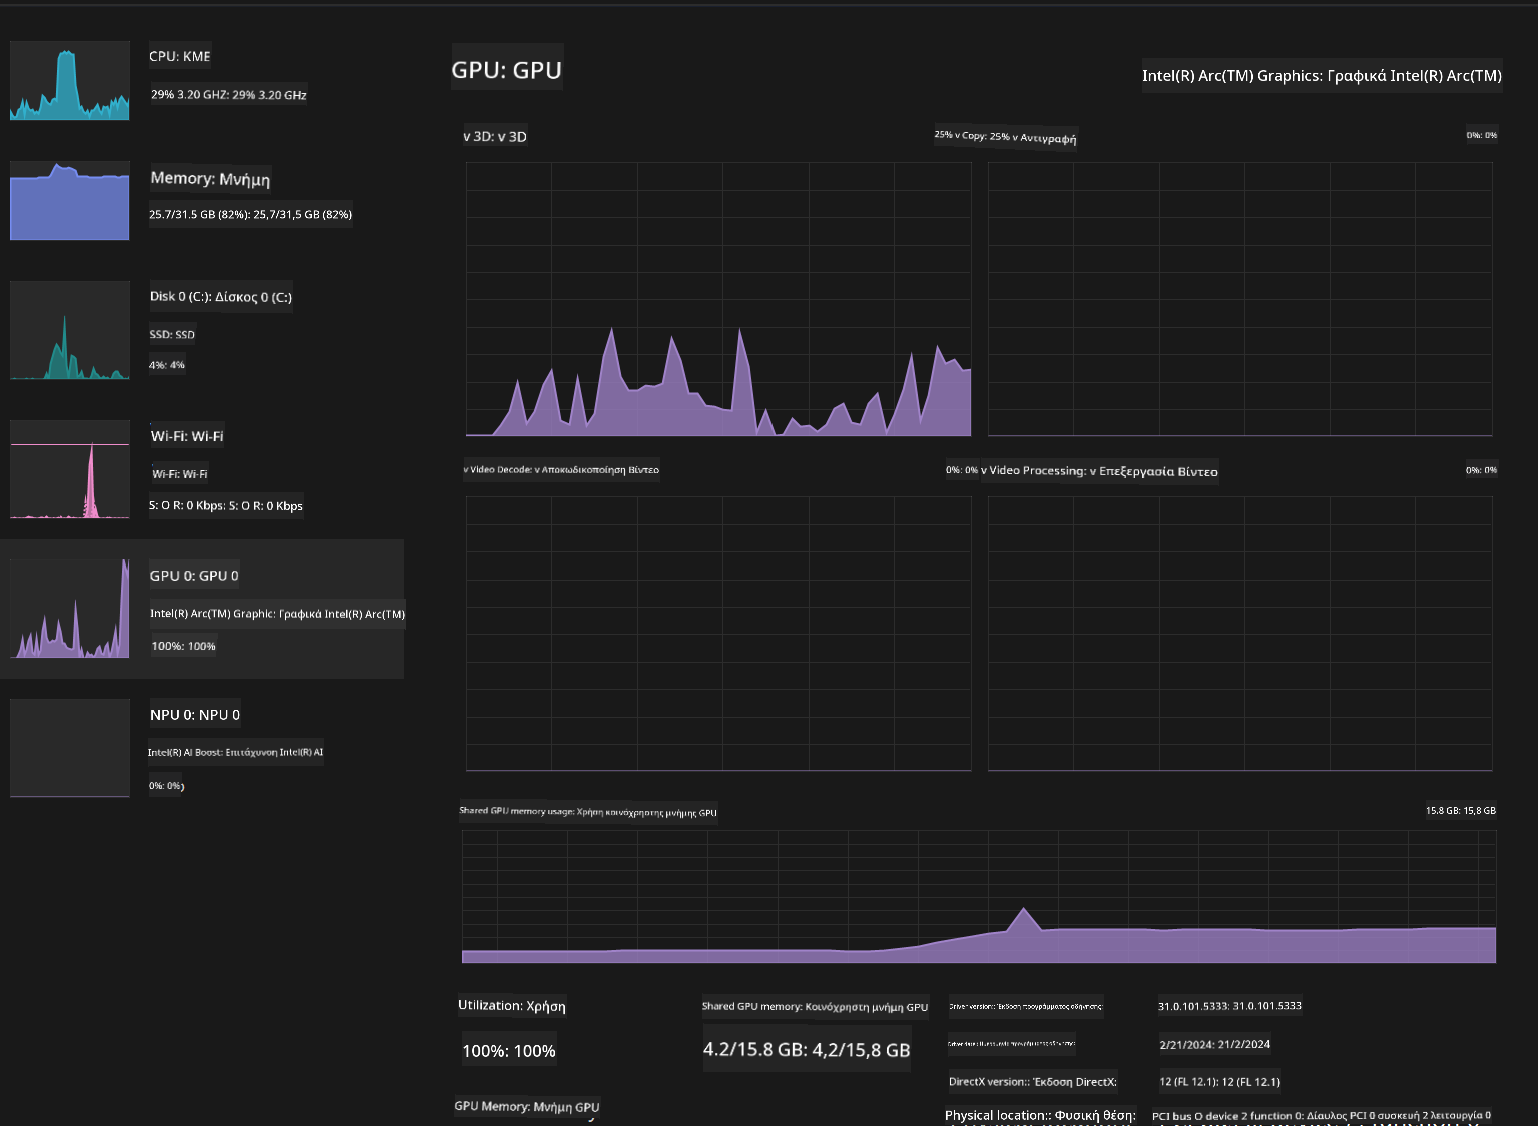 CPU: KME
29% 3.20 GHZ: 29% 3.20 GHz
Memory: Μνήμη
25.7/31.5 GB (82%): 25,7/31,5 GB (82%)
Disk 0 (C:): Δίσκος 0 (C:)
SSD: SSD
4%: 4%
Wi-Fi: Wi-Fi
Wi-Fi: Wi-Fi
S: O R: 0 Kbps: S: O R: 0 Kbps
GPU 0: GPU 0
Intel(R) Arc(TM) Graphic: Γραφικά Intel(R) Arc(TM)
100%: 100%
NPU 0: NPU 0
Intel(R) AI Boost: Επιτάχυνση Intel(R) AI
0%: 0%
GPU: GPU
Intel(R) Arc(TM) Graphics: Γραφικά Intel(R) Arc(TM)
v 3D: v 3D
25% v Copy: 25% v Αντιγραφή
0%: 0%
v Video Decode: v Αποκωδικοποίηση Βίντεο
0%: 0%
v Video Processing: v Επεξεργασία Βίντεο
0%: 0%
Shared GPU memory usage: Χρήση κοινόχρηστης μνήμης GPU
15.8 GB: 15,8 GB
Utilization: Χρήση
100%: 100%
Shared GPU memory: Κοινόχρηστη μνήμη GPU
4.2/15.8 GB: 4,2/15,8 GB
GPU Memory: Μνήμη GPU
Driver version:: Έκδοση προγράμματος οδήγησης:
31.0.101.5333: 31.0.101.5333
Driver date:: Ημερομηνία προγράμματος οδήγησης:
2/21/2024: 21/2/2024
DirectX version:: Έκδοση DirectX:
12 (FL 12.1): 12 (FL 12.1)
Physical location:: Φυσική θέση:
PCI bus O device 2 function 0: Δίαυλος PCI 0 συσκευή 2 λειτουργία 0